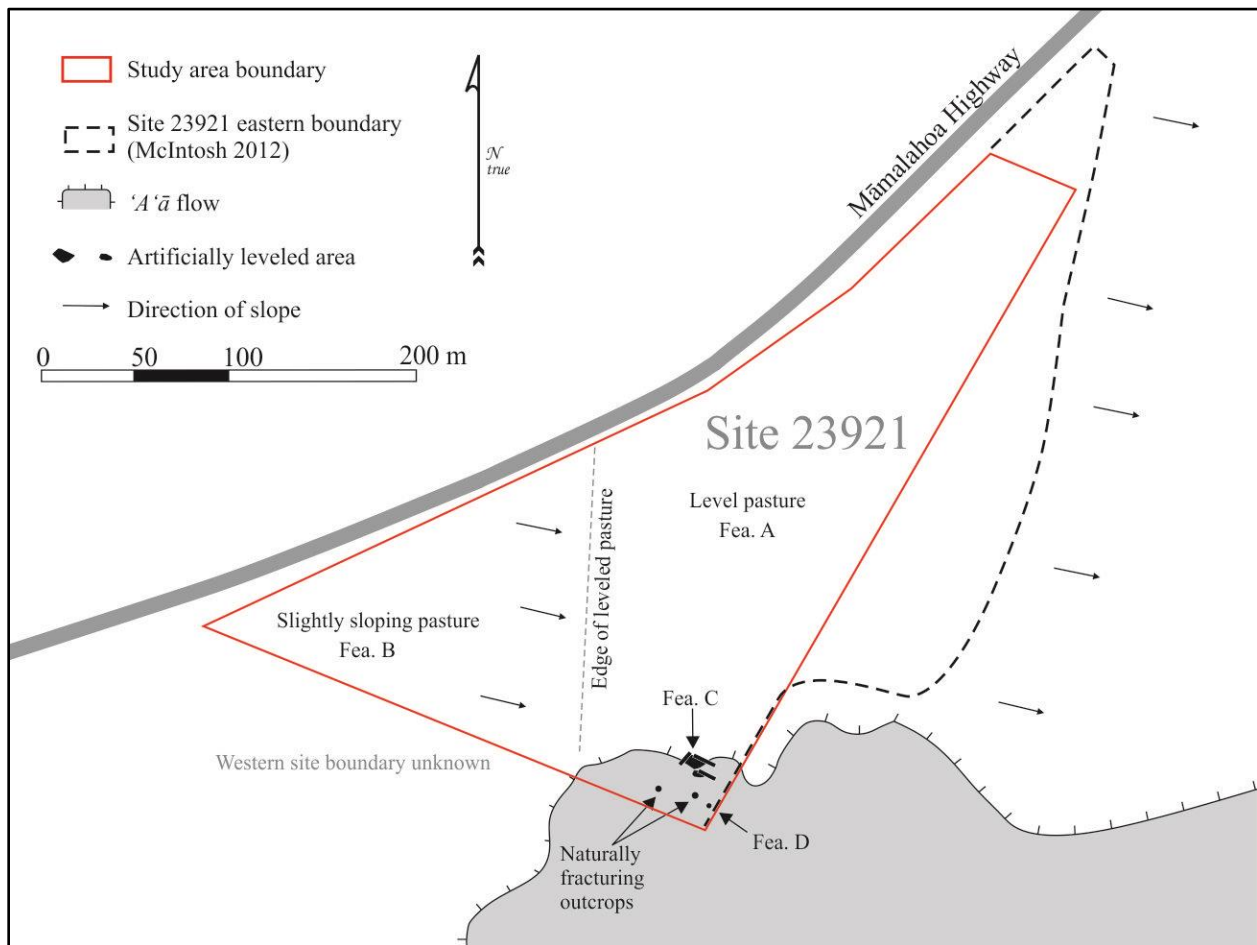 Study area boundary
Site 23921 eastern boundary
(McIntosh 2012)
‘A‘ā flow
Artificially leveled area
Direction of slope
N
true
0 50 100 200 m
Māmalahoa Highway
Site 23921
Level pasture
Fea. A
Edge of leveled pasture
Slightly sloping pasture
Fea. B
Fea. C
Western site boundary unknown
Fea. D
Naturally
fracturing
outcrops